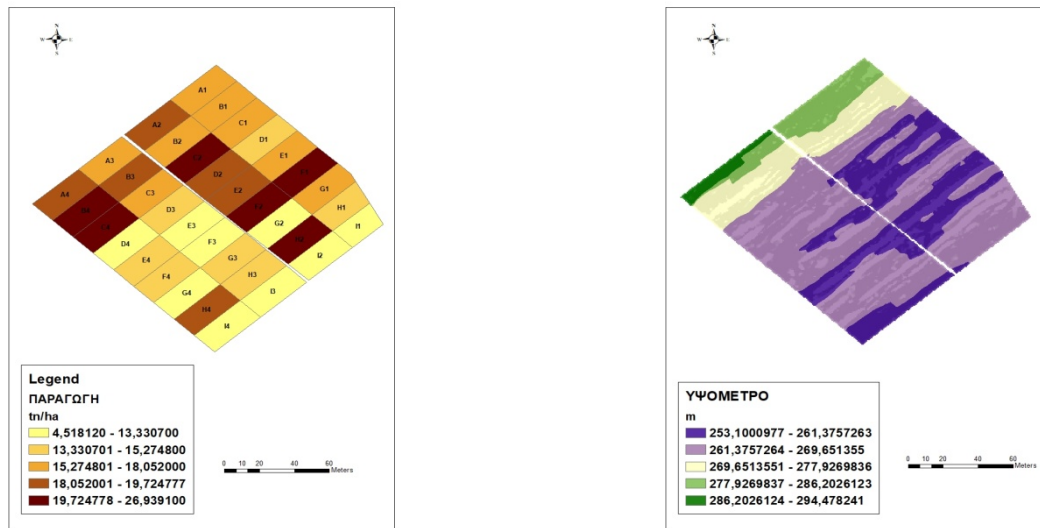 N
W E
S
A1
B1
A2
C1
B2
D1
A3
C2
E1
B3
D2
F1
A4
C3
E2
G1
B4
D3
F2
H1
C4
E3
G2
I1
D4
F3
H2
E4
G3
I2
F4
H3
G4
I3
H4
I4
Legend
ΠΑΡΑΓΩΓΗ
tn/ha
4,518120 - 13,330700
13,330701 - 15,274800
15,274801 - 18,052000
18,052001 - 19,724777
19,724778 - 26,939100
0 10 20 40 60
Meters
N
W E
S
ΥΨΟΜΕΤΡΟ
m
253,1000977 - 261,3757263
261,3757264 - 269,651355
269,6513551 - 277,9269836
277,9269837 - 286,2026123
286,2026124 - 294,478241
0 10 20 40 60
Meters